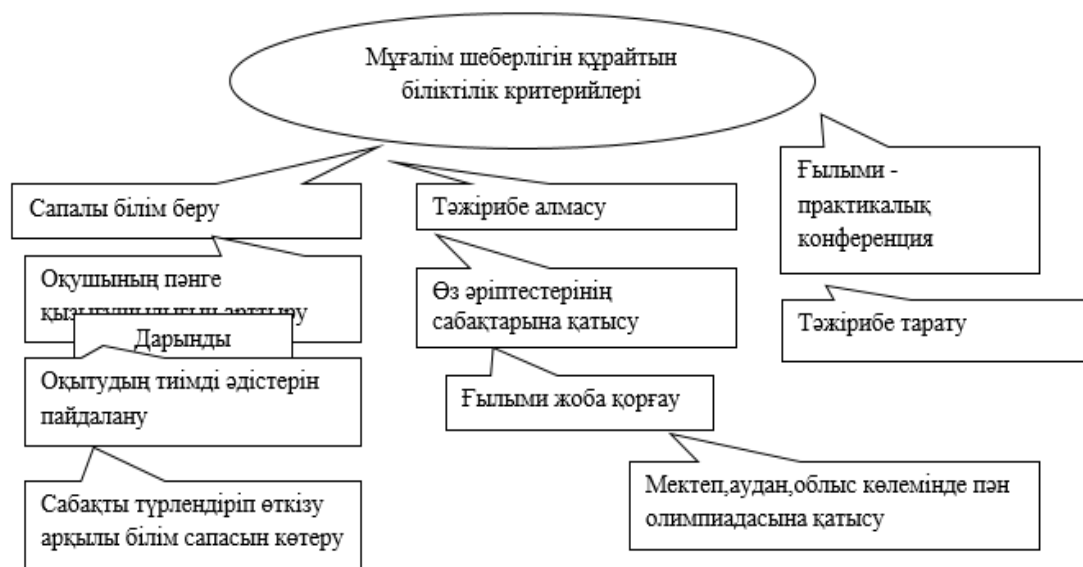 Мұғалім шеберлігін құрайтын
біліктілік критерийлері
Сапалы білім беру
Тәжірибе алмасу
Ғылыми -
практикалық
конференция
Оқушының пәнге
қызығушылығын арттыру
Дарынды
Өз әріптестерінің
сабақтарына қатысу
Тәжірибе тарату
Оқытудың тиімді әдістерін
пайдалану
Ғылыми жоба қорғау
Сабақты түрлендіріп өткізу
арқылы білім сапасын көтеру
Мектеп,аудан,облыс көлемінде пән
олимпиадасына қатысу